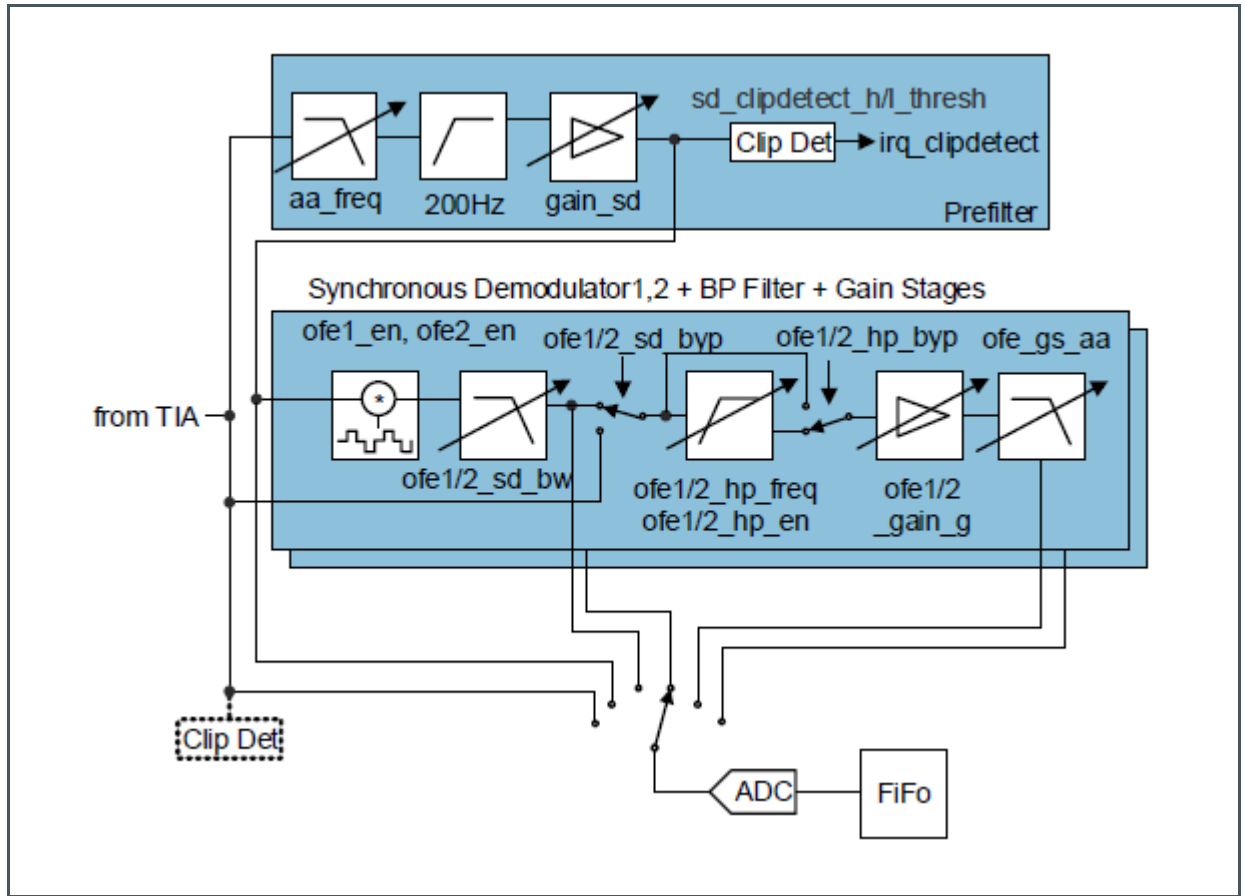 sd_clipdetect_h/l_thresh
Clip Det
irq_clipdetect
aa_freq
200Hz
gain_sd
Prefilter
Synchronous Demodulator1,2 + BP Filter + Gain Stages
ofe1_en, ofe2_en
ofe1/2_sd_byp
ofe1/2_hp_byp
ofe_gs_aa
*
from TIA
ofe1/2_sd_bw
ofe1/2_hp_freq
ofe1/2_hp_en
ofe1/2
_gain_g
Clip Det
ADC
FiFo